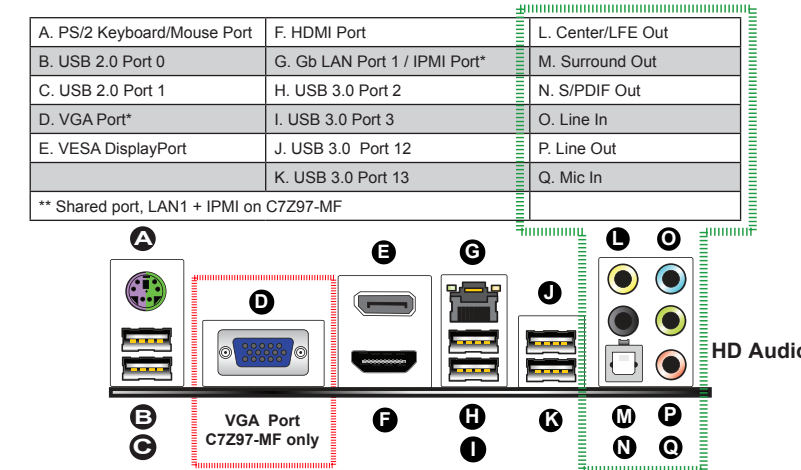 A. PS/2 Keyboard/Mouse Port F. HDMI Port L. Center/LFE Out
B. USB 2.0 Port 0 G. Gb LAN Port 1 / IPMI Port* M. Surround Out
C. USB 2.0 Port 1 H. USB 3.0 Port 2 N. S/PDIF Out
D. VGA Port* I. USB 3.0 Port 3 O. Line In
E. VESA DisplayPort J. USB 3.0 Port 12 P. Line Out
K. USB 3.0 Port 13 Q. Mic In
** Shared port, LAN1 + IPMI on C7Z97-MF
A
E
G
L
O
D
J
HD Audio
B
VGA Port
F
H
K
M
P
C
C7Z97-MF only
I
N
Q